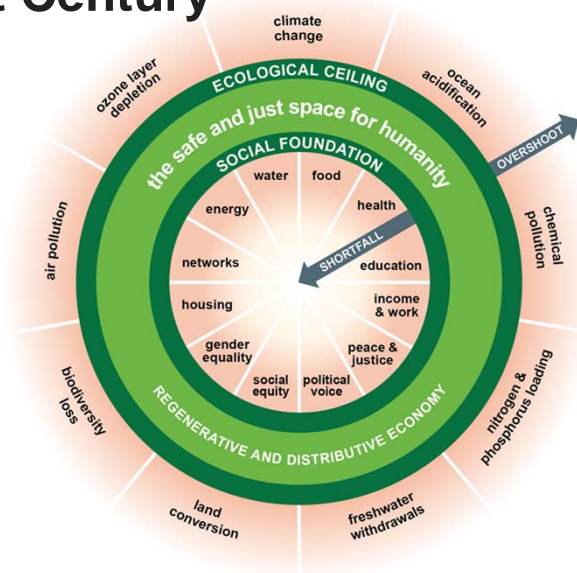 t Century
climate
change
ozone layer
depletion
ocean
acidification
ECOLOGICAL CEILING
the safe and just space for humanity
SOCIAL FOUNDATION
OVERSHOOT
water
food
energy
health
SHORTFALL
air pollution
chemical
pollution
networks
education
housing
income
& work
gender
equality
peace &
justice
social
equity
political
voice
REGENERATIVE AND DISTRIBUTIVE ECONOMY
biodiversity
loss
nitrogen &
phosphorus loading
land
conversion
freshwater
withdrawals